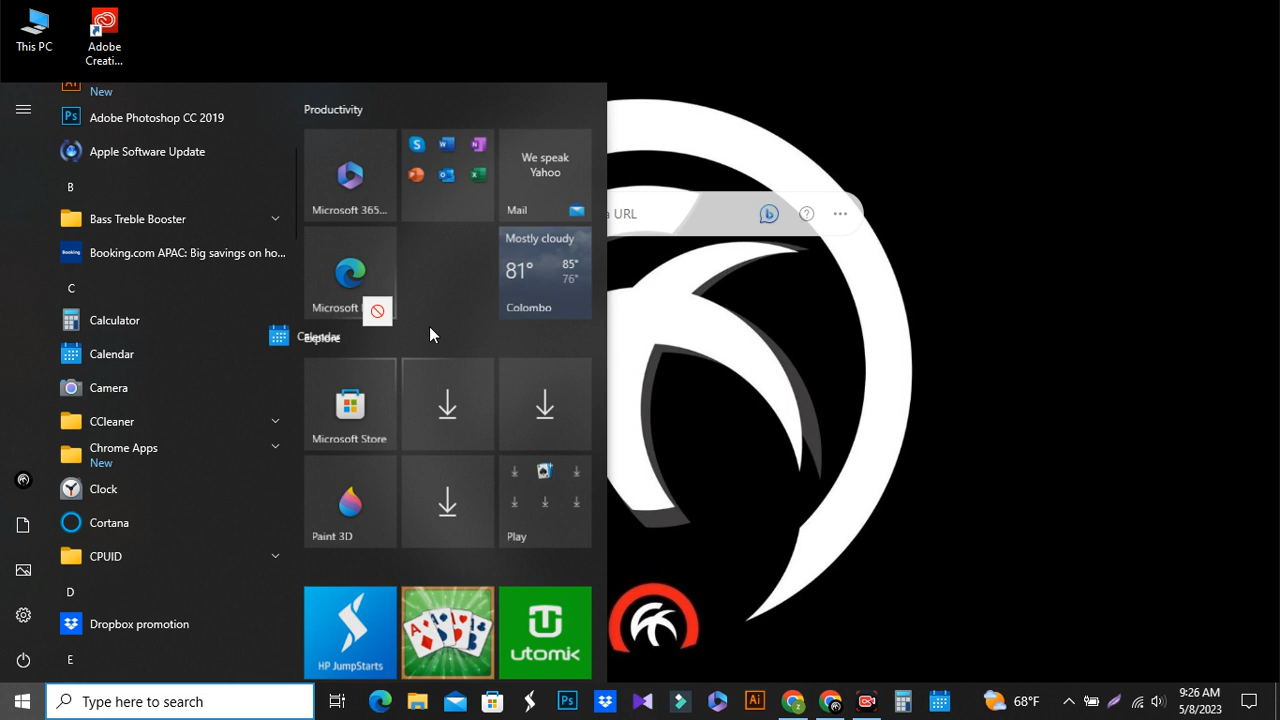 This PC
Adobe
Creati...
New
Adobe Photoshop CC 2019
Apple Software Update
B
Bass Treble Booster
Booking.com APAC: Big savings on ho...
C
Calculator
Calendar
Camera
CCleaner
Chrome Apps
New
Clock
Cortana
CPUID
D
Dropbox promotion
E
Productivity
Microsoft 365...
We speak
Yahoo
Mail
Microsoft
Mostly cloudy
81°
85°
76°
Colombo
Calendar
Explore
Microsoft Store
Paint 3D
Play
HP JumpStarts
utomik
a URL
Type here to search
68°F
9:26 AM
5/8/2023